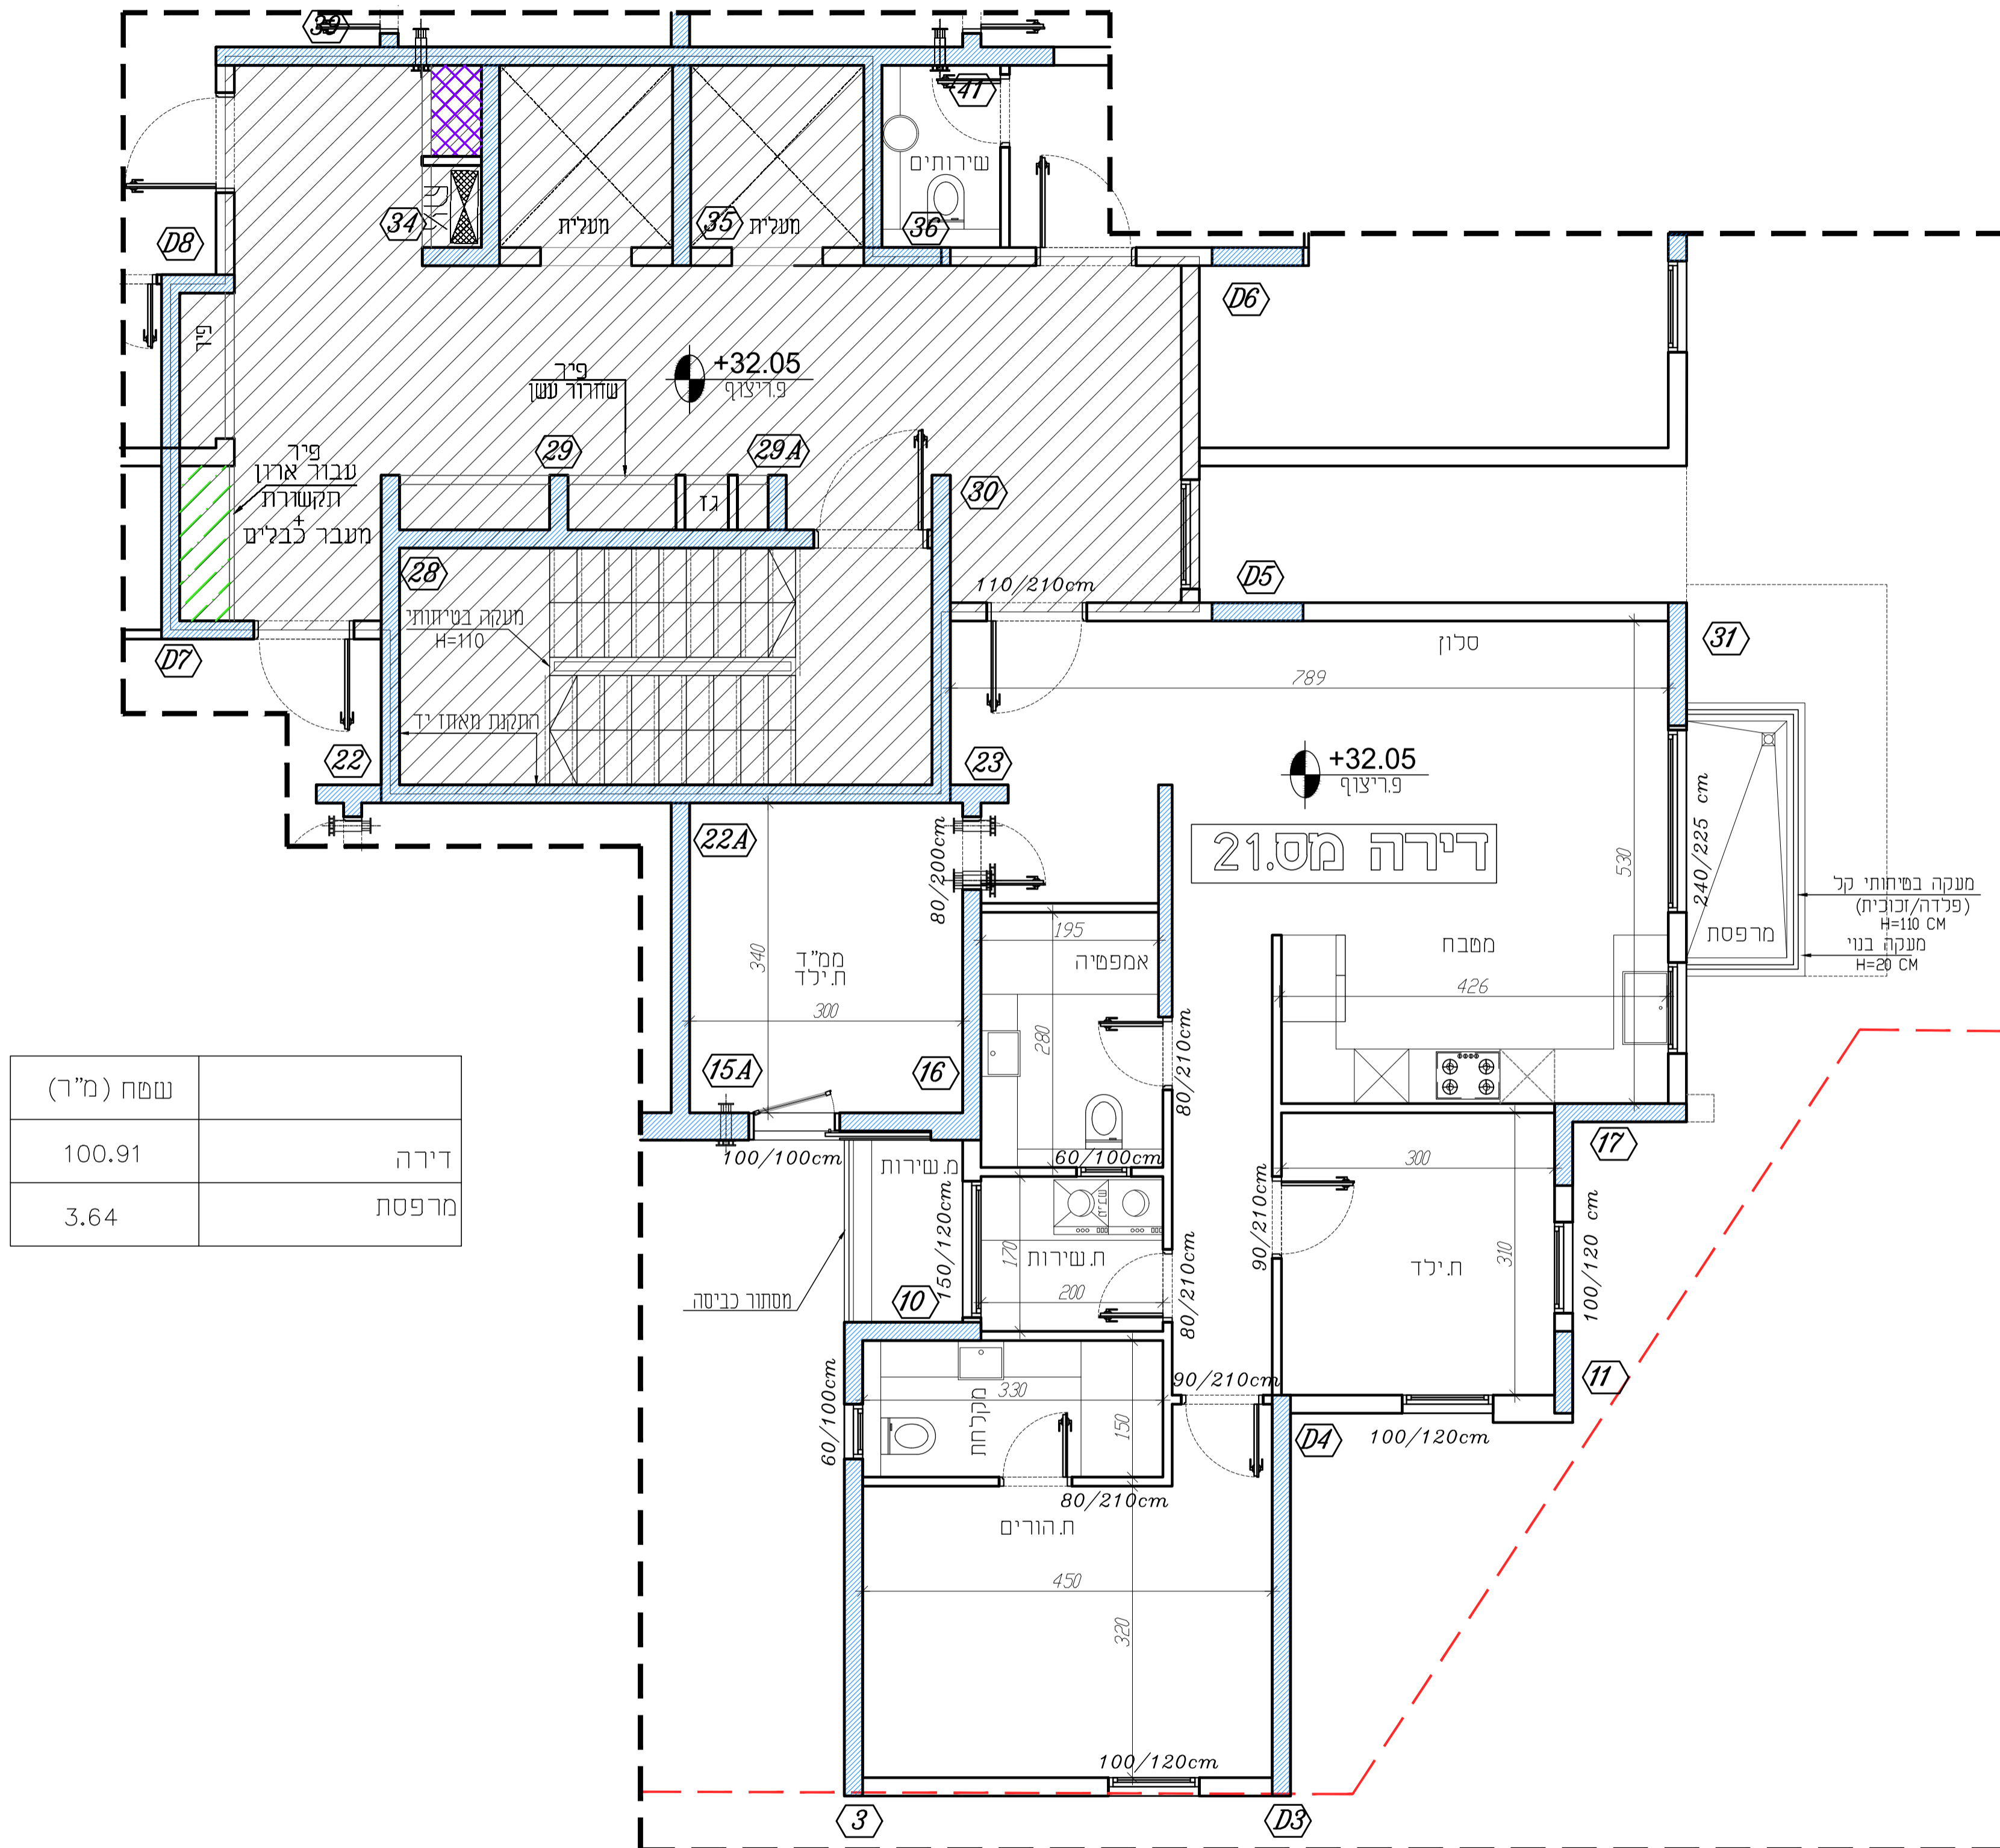 39
41
שירותים
34
35
36
מעלית
מעלית
D8
D6
פיר
+32.05
פ.ריצוף
פיר
שחרור עשן
29
29A
30
גז
פיר
עבור ארון
תקשורת
+
מעבר כבלים
28
מעקה בטיחותי
H=110
110/210cm
D5
D7
סלון
31
789
התקנת מאחז יד
22
23
+32.05
פ.ריצוף
22A
80/200cm
דירה מס.21
530
240/225 cm
מעקה בטיחותי קל
(פלדה/זכוכית)
H=110 CM
מעקה בנוי
H=20 CM
מרפסת
195
אמפטיה
מטבח
426
340
ממ"ד
ח.ילד
300
280
80/210cm
15A
16
שטח (מ"ר)
דירה
100.91
מרפסת
3.64
100/100cm
מ.שירות
60/100cm
17
300
150/120cm
170
ח.שירות
200
80/210cm
90/210cm
ח.ילד
310
100/120 cm
מסתור כביסה
10
60/100cm
330
מקלחת
150
90/210cm
11
D4
100/120cm
80/210cm
ח.הורים
450
320
100/120cm
3
D3